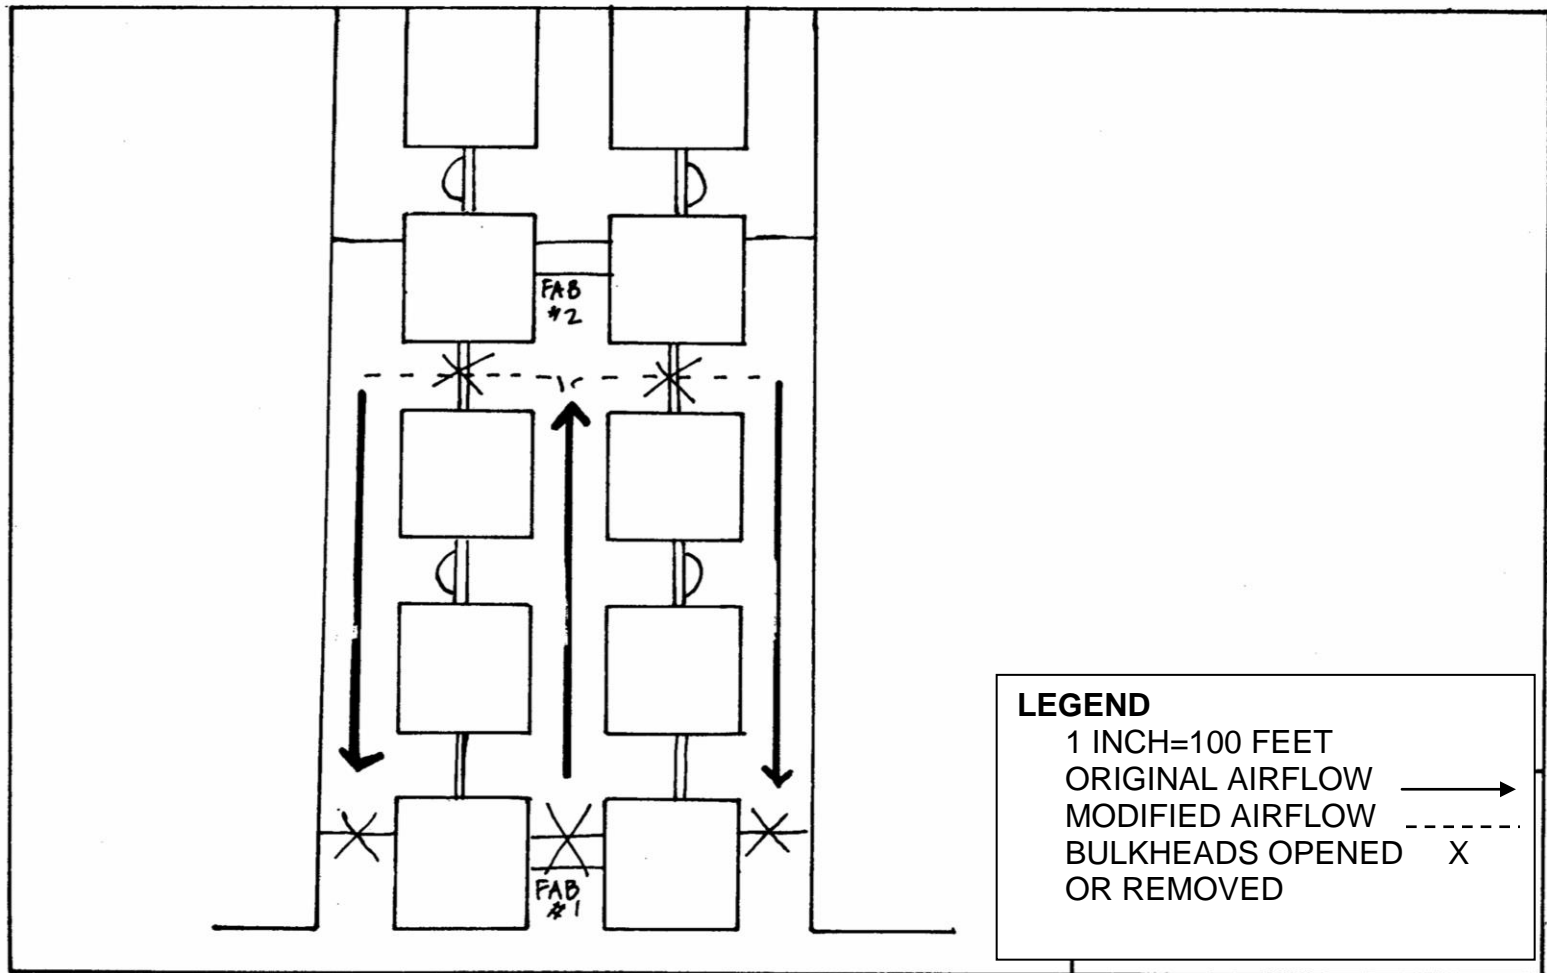 FAB
#2
FAB
#1
LEGEND
1 INCH=100 FEET
ORIGINAL AIRFLOW
MODIFIED AIRFLOW
BULKHEADS OPENED X
OR REMOVED